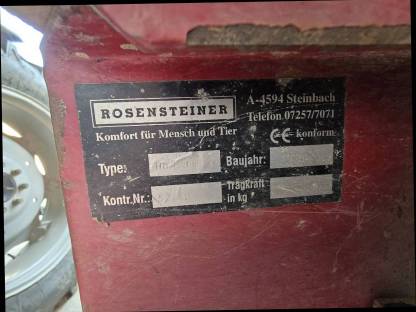 ROSENSTEINER
A-4594 Steinbach
Telefon 07257/7071
Komfort für Mensch und Tier
CE konform
Type:
Baujahr:
Kontr.Nr.:
Tragkraft
in kg